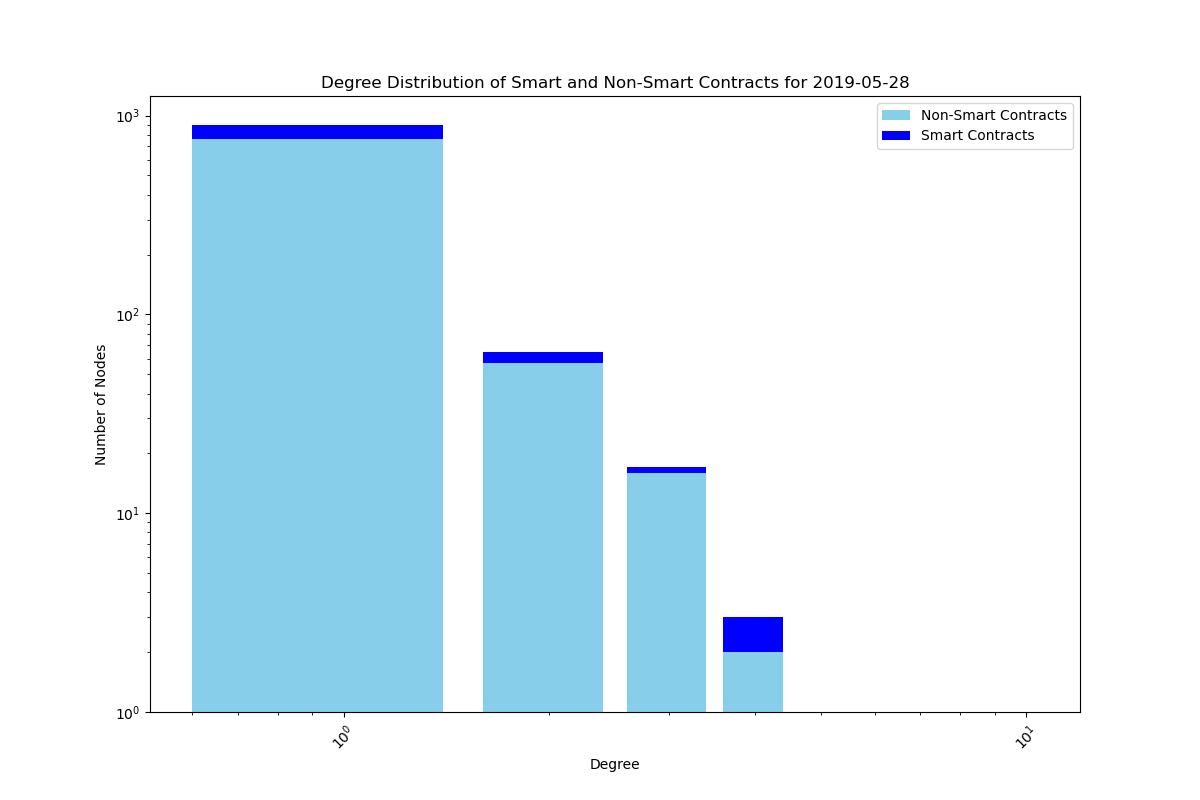 Degree Distribution of Smart and Non-Smart Contracts for 2019-05-28
Non-Smart Contracts
Smart Contracts
Number of Nodes
10³
10²
10¹
10⁰
10⁰
10¹
Degree